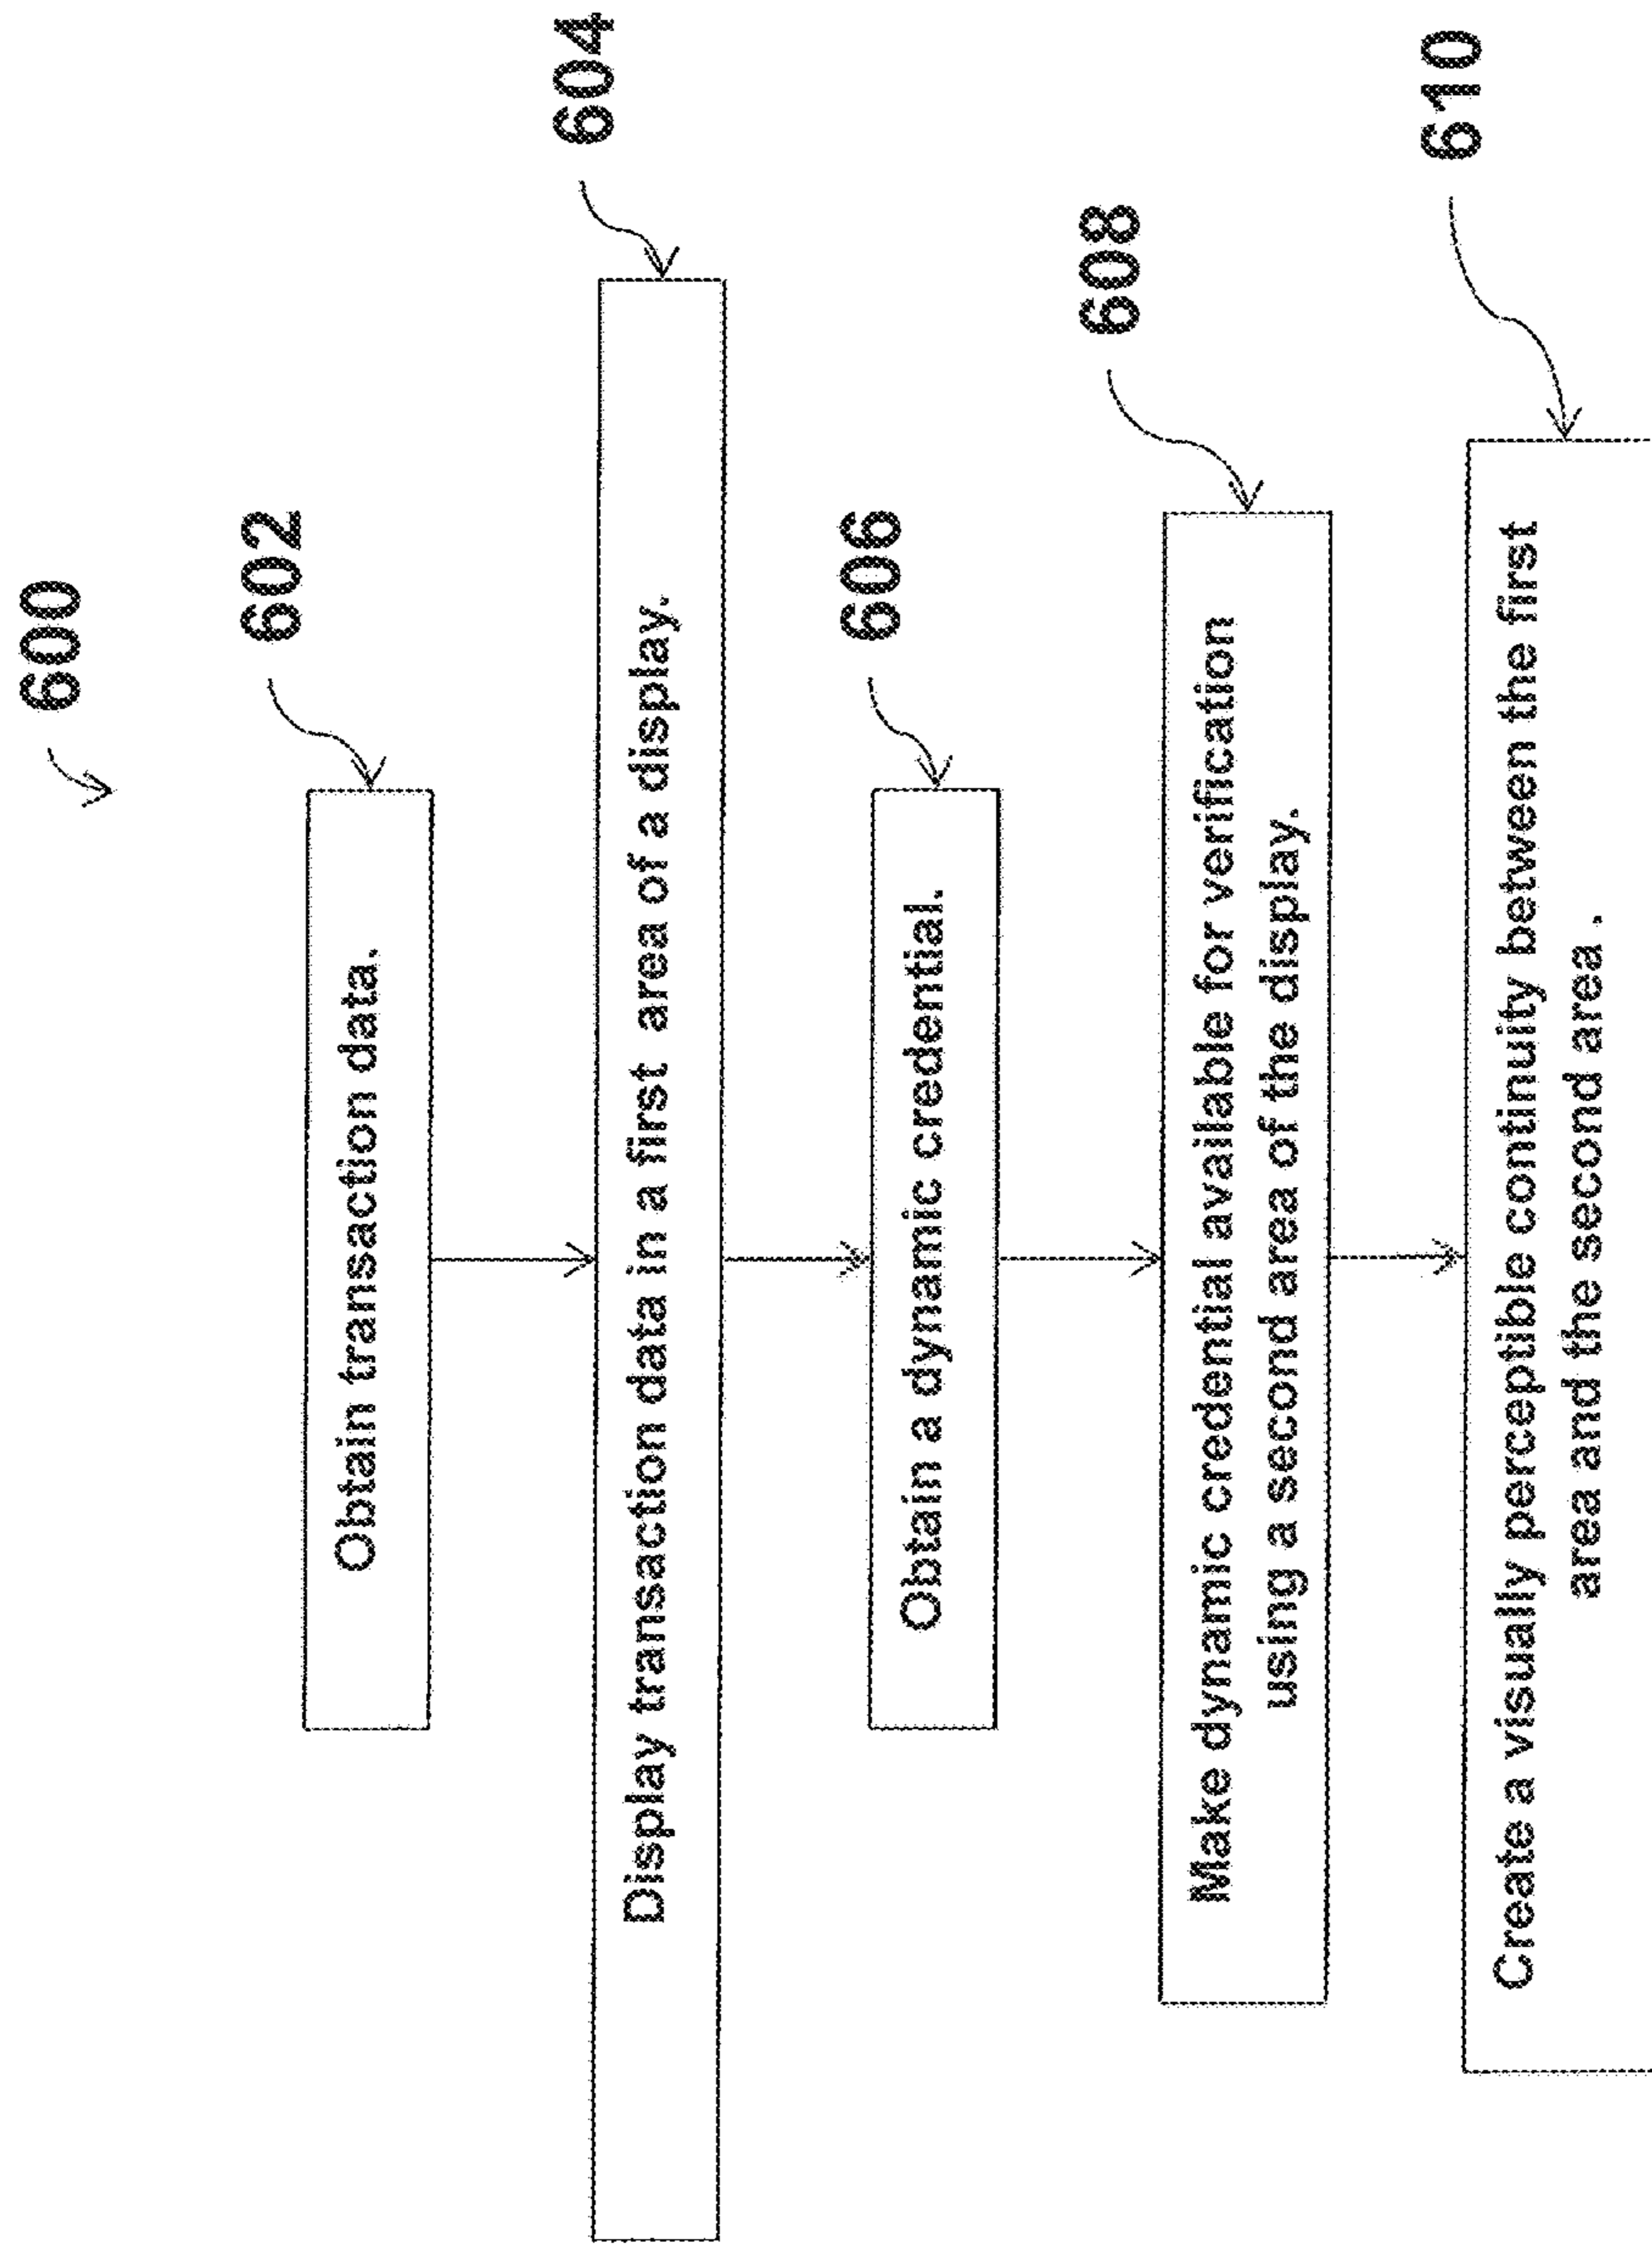 600
602
Obtain transaction data.
604
Display transaction data in a first area of a display.
606
Obtain a dynamic credential.
608
Make dynamic credential available for verification
using a second area of the display.
610
Create a visually perceptible continuity between the first
area and the second area .